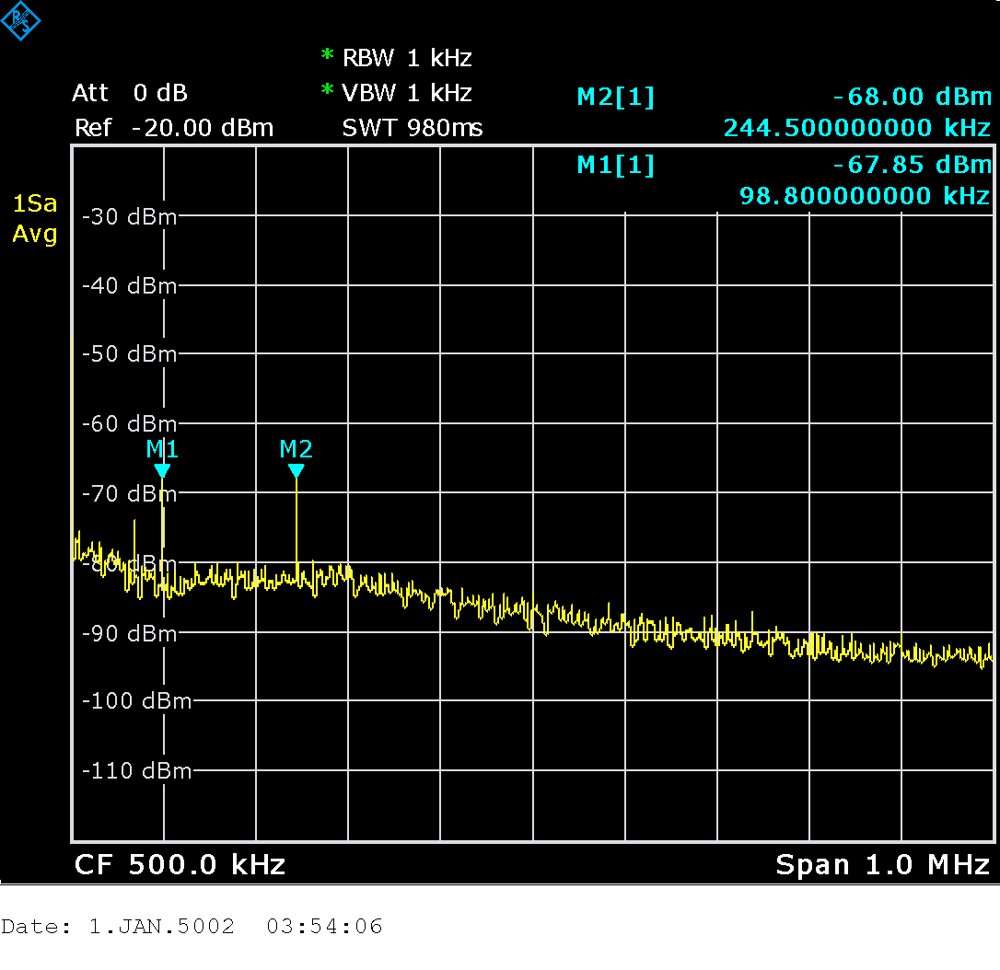 R S
* RBW 1 kHz
Att 0 dB * VBW 1 kHz M2[1] -68.00 dBm
Ref -20.00 dBm SWT 980ms 244.500000000 kHz
M1[1] -67.85 dBm
98.800000000 kHz
1Sa
Avg
-30 dBm
-40 dBm
-50 dBm
-60 dBm
M1 M2
-70 dBm
-80 dBm
-90 dBm
-100 dBm
-110 dBm
CF 500.0 kHz Span 1.0 MHz
Date: 1.JAN.5002 03:54:06